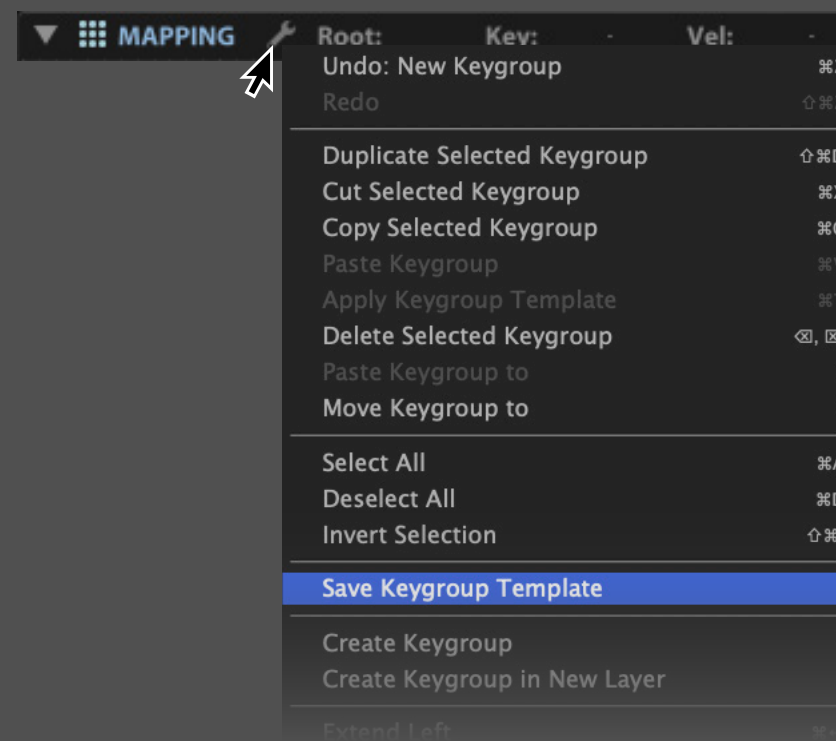 MAPPING Root: Key: - Vel: -
Undo: New Keygroup ⌘
Redo ⇧⌘
Duplicate Selected Keygroup ⇧⌘D
Cut Selected Keygroup ⌘X
Copy Selected Keygroup ⌘C
Paste Keygroup ⌘
Apply Keygroup Template ⌘
Delete Selected Keygroup ⌫, ⌦
Paste Keygroup to
Move Keygroup to
Select All ⌘A
Deselect All ⌘D
Invert Selection ⇧⌘
Save Keygroup Template
Create Keygroup
Create Keygroup in New Layer
Extend Left ⌘